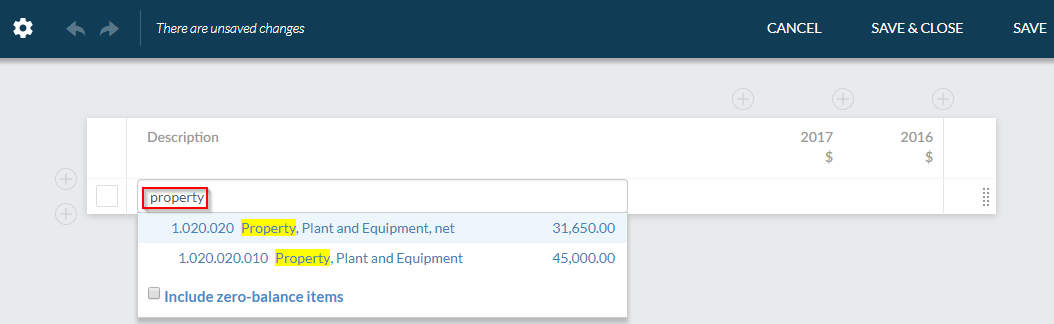 There are unsaved changes CANCEL SAVE & CLOSE SAVE
Description 2017 2016
$ $
property
1.020.020 Property, Plant and Equipment, net 31,650.00
1.020.020.010 Property, Plant and Equipment 45,000.00
Include zero-balance items